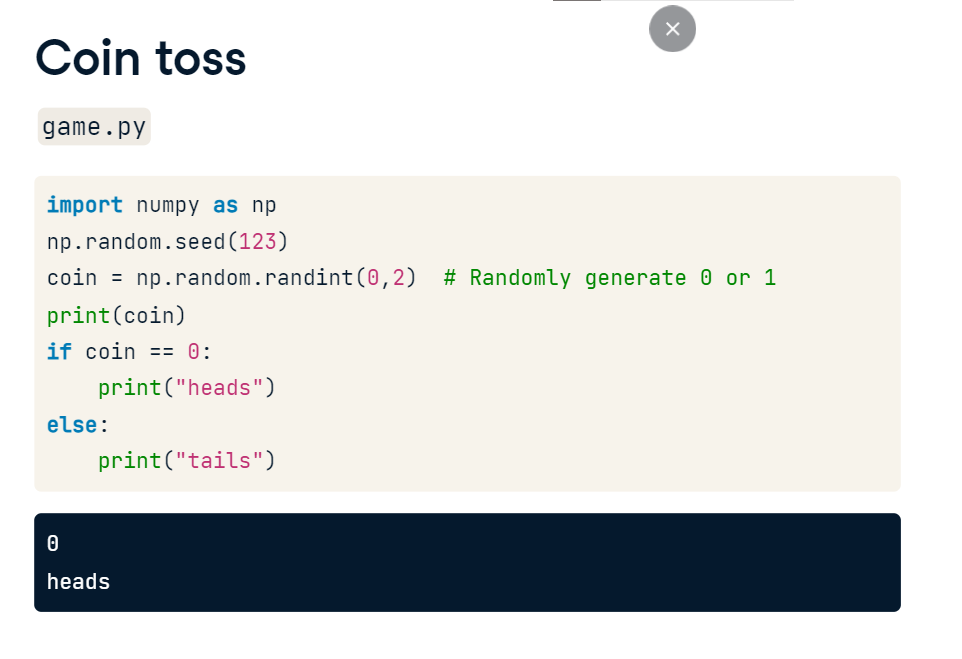 Coin toss
game.py
import numpy as np
np.random.seed(123)
coin = np.random.randint(0,2)  # Randomly generate 0 or 1
print(coin)
if coin == 0:
    print("heads")
else:
    print("tails")
0
heads